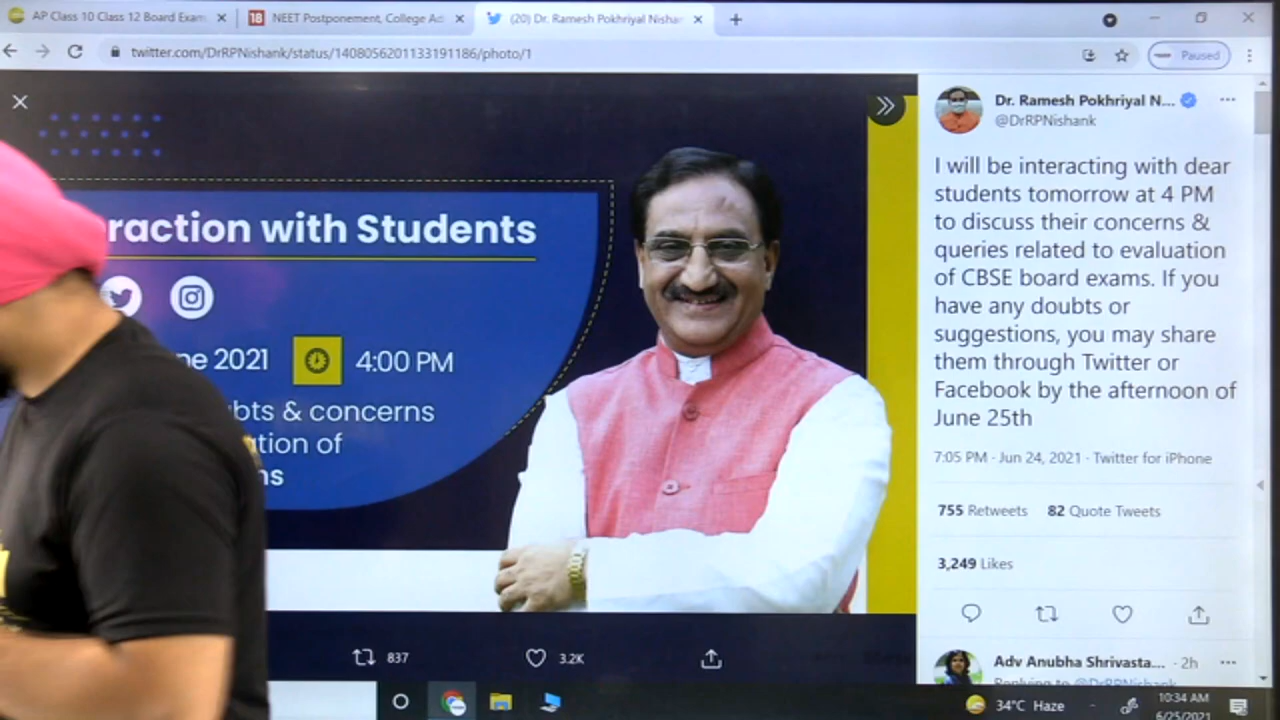 AP Class 10 Class 12 Board Exam
18
NEET Postponement, College Ad
(20) Dr. Ramesh Pokhriyal Nishan
twitter.com/DrRPNishank/status/1408056201133191186/photo/1
Paused
raction with Students
ne 2021
4:00 PM
bts & concerns
tion of
ns
837
3.2K
Dr. Ramesh Pokhriyal N...
@DrRPNishank
I will be interacting with dear
students tomorrow at 4 PM
to discuss their concerns &
queries related to evaluation
of CBSE board exams. If you
have any doubts or
suggestions, you may share
them through Twitter or
Facebook by the afternoon of
June 25th
7:05 PM · Jun 24, 2021 · Twitter for iPhone
755 Retweets 82 Quote Tweets
3,249 Likes
Adv Anubha Shrivasta... · 2h
Replying to @DrRPNishank
34°C Haze
10:34 AM
6/25/2021